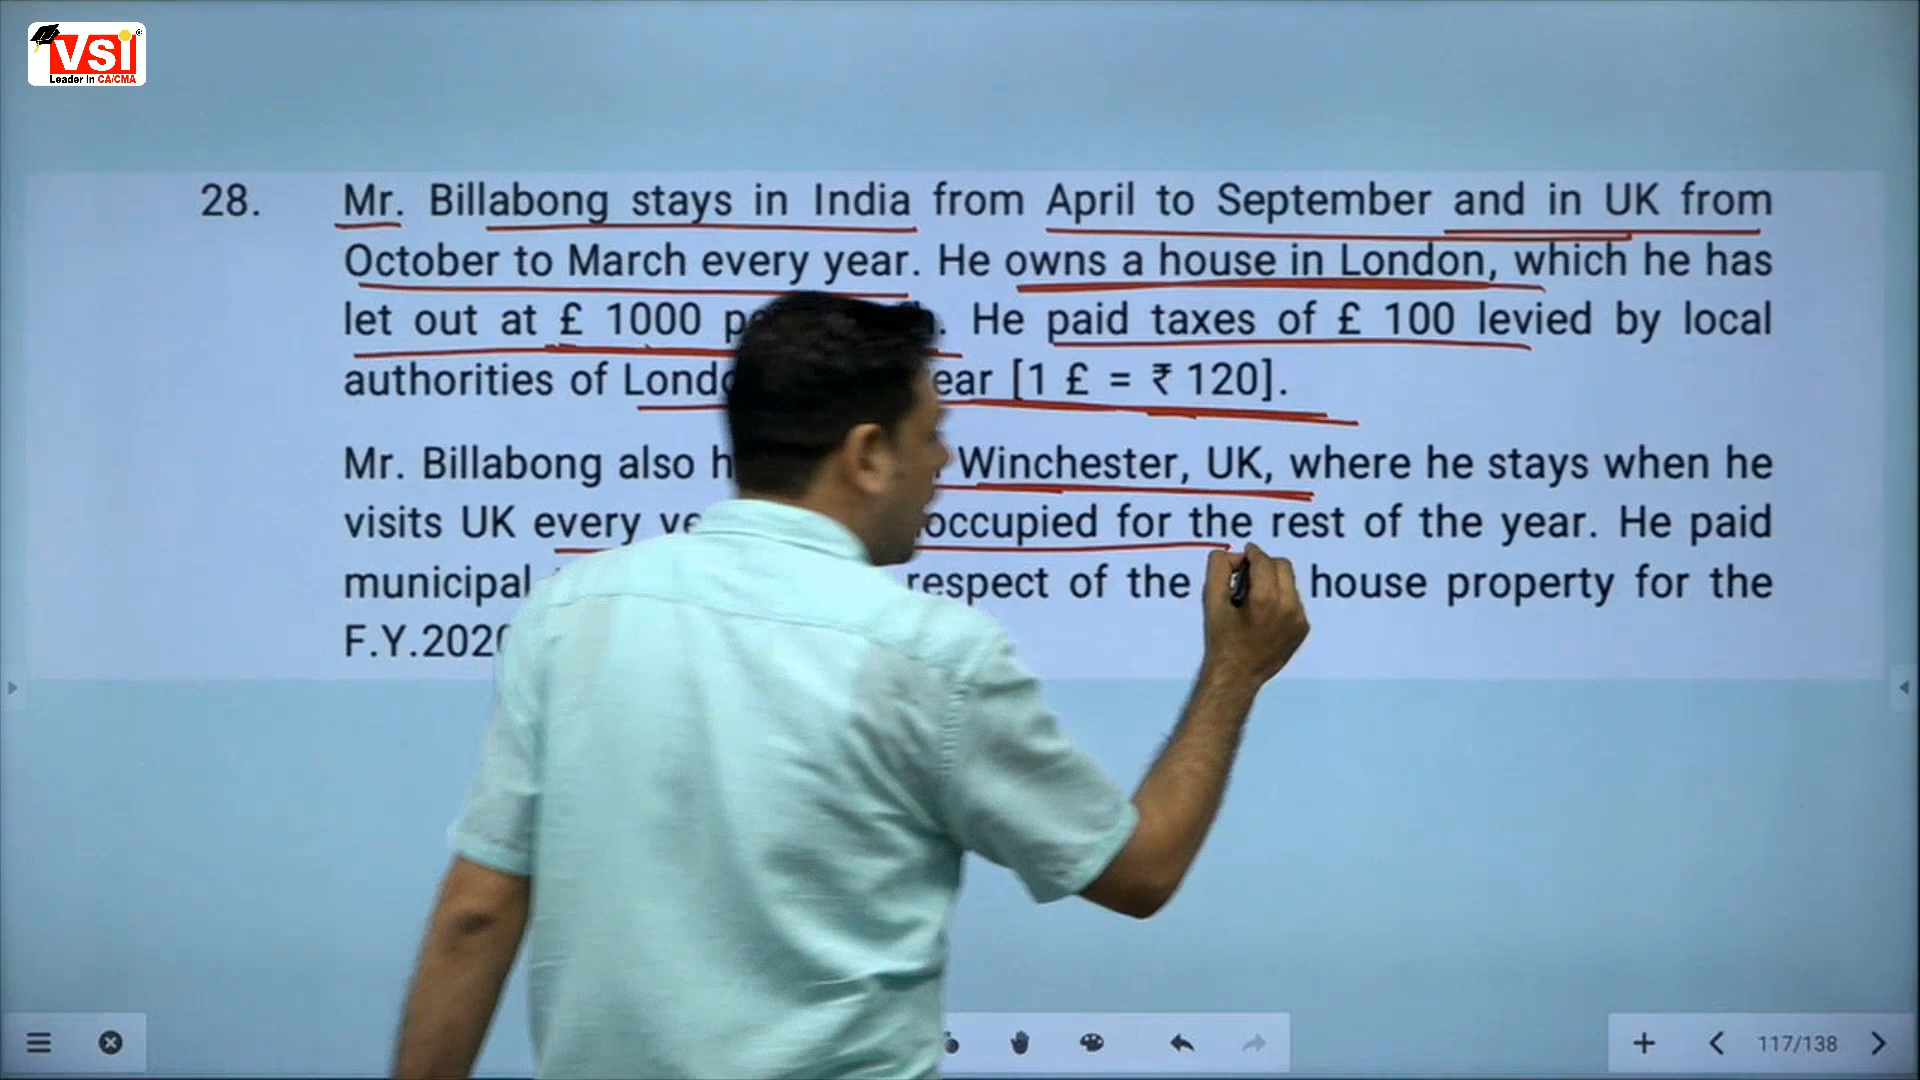 VSI
Leader in CA/CMA
28. Mr. Billabong stays in India from April to September and in UK from
October to March every year. He owns a house in London, which he has
let out at £ 1000 . He paid taxes of £ 100 levied by local
authorities of [1 £ = ₹ 120].
Mr. Billabong also Winchester, UK, where he stays when he
visits UK every occupied for the rest of the year. He paid
municipal respect of the house property for the
F.Y.2020
117/138